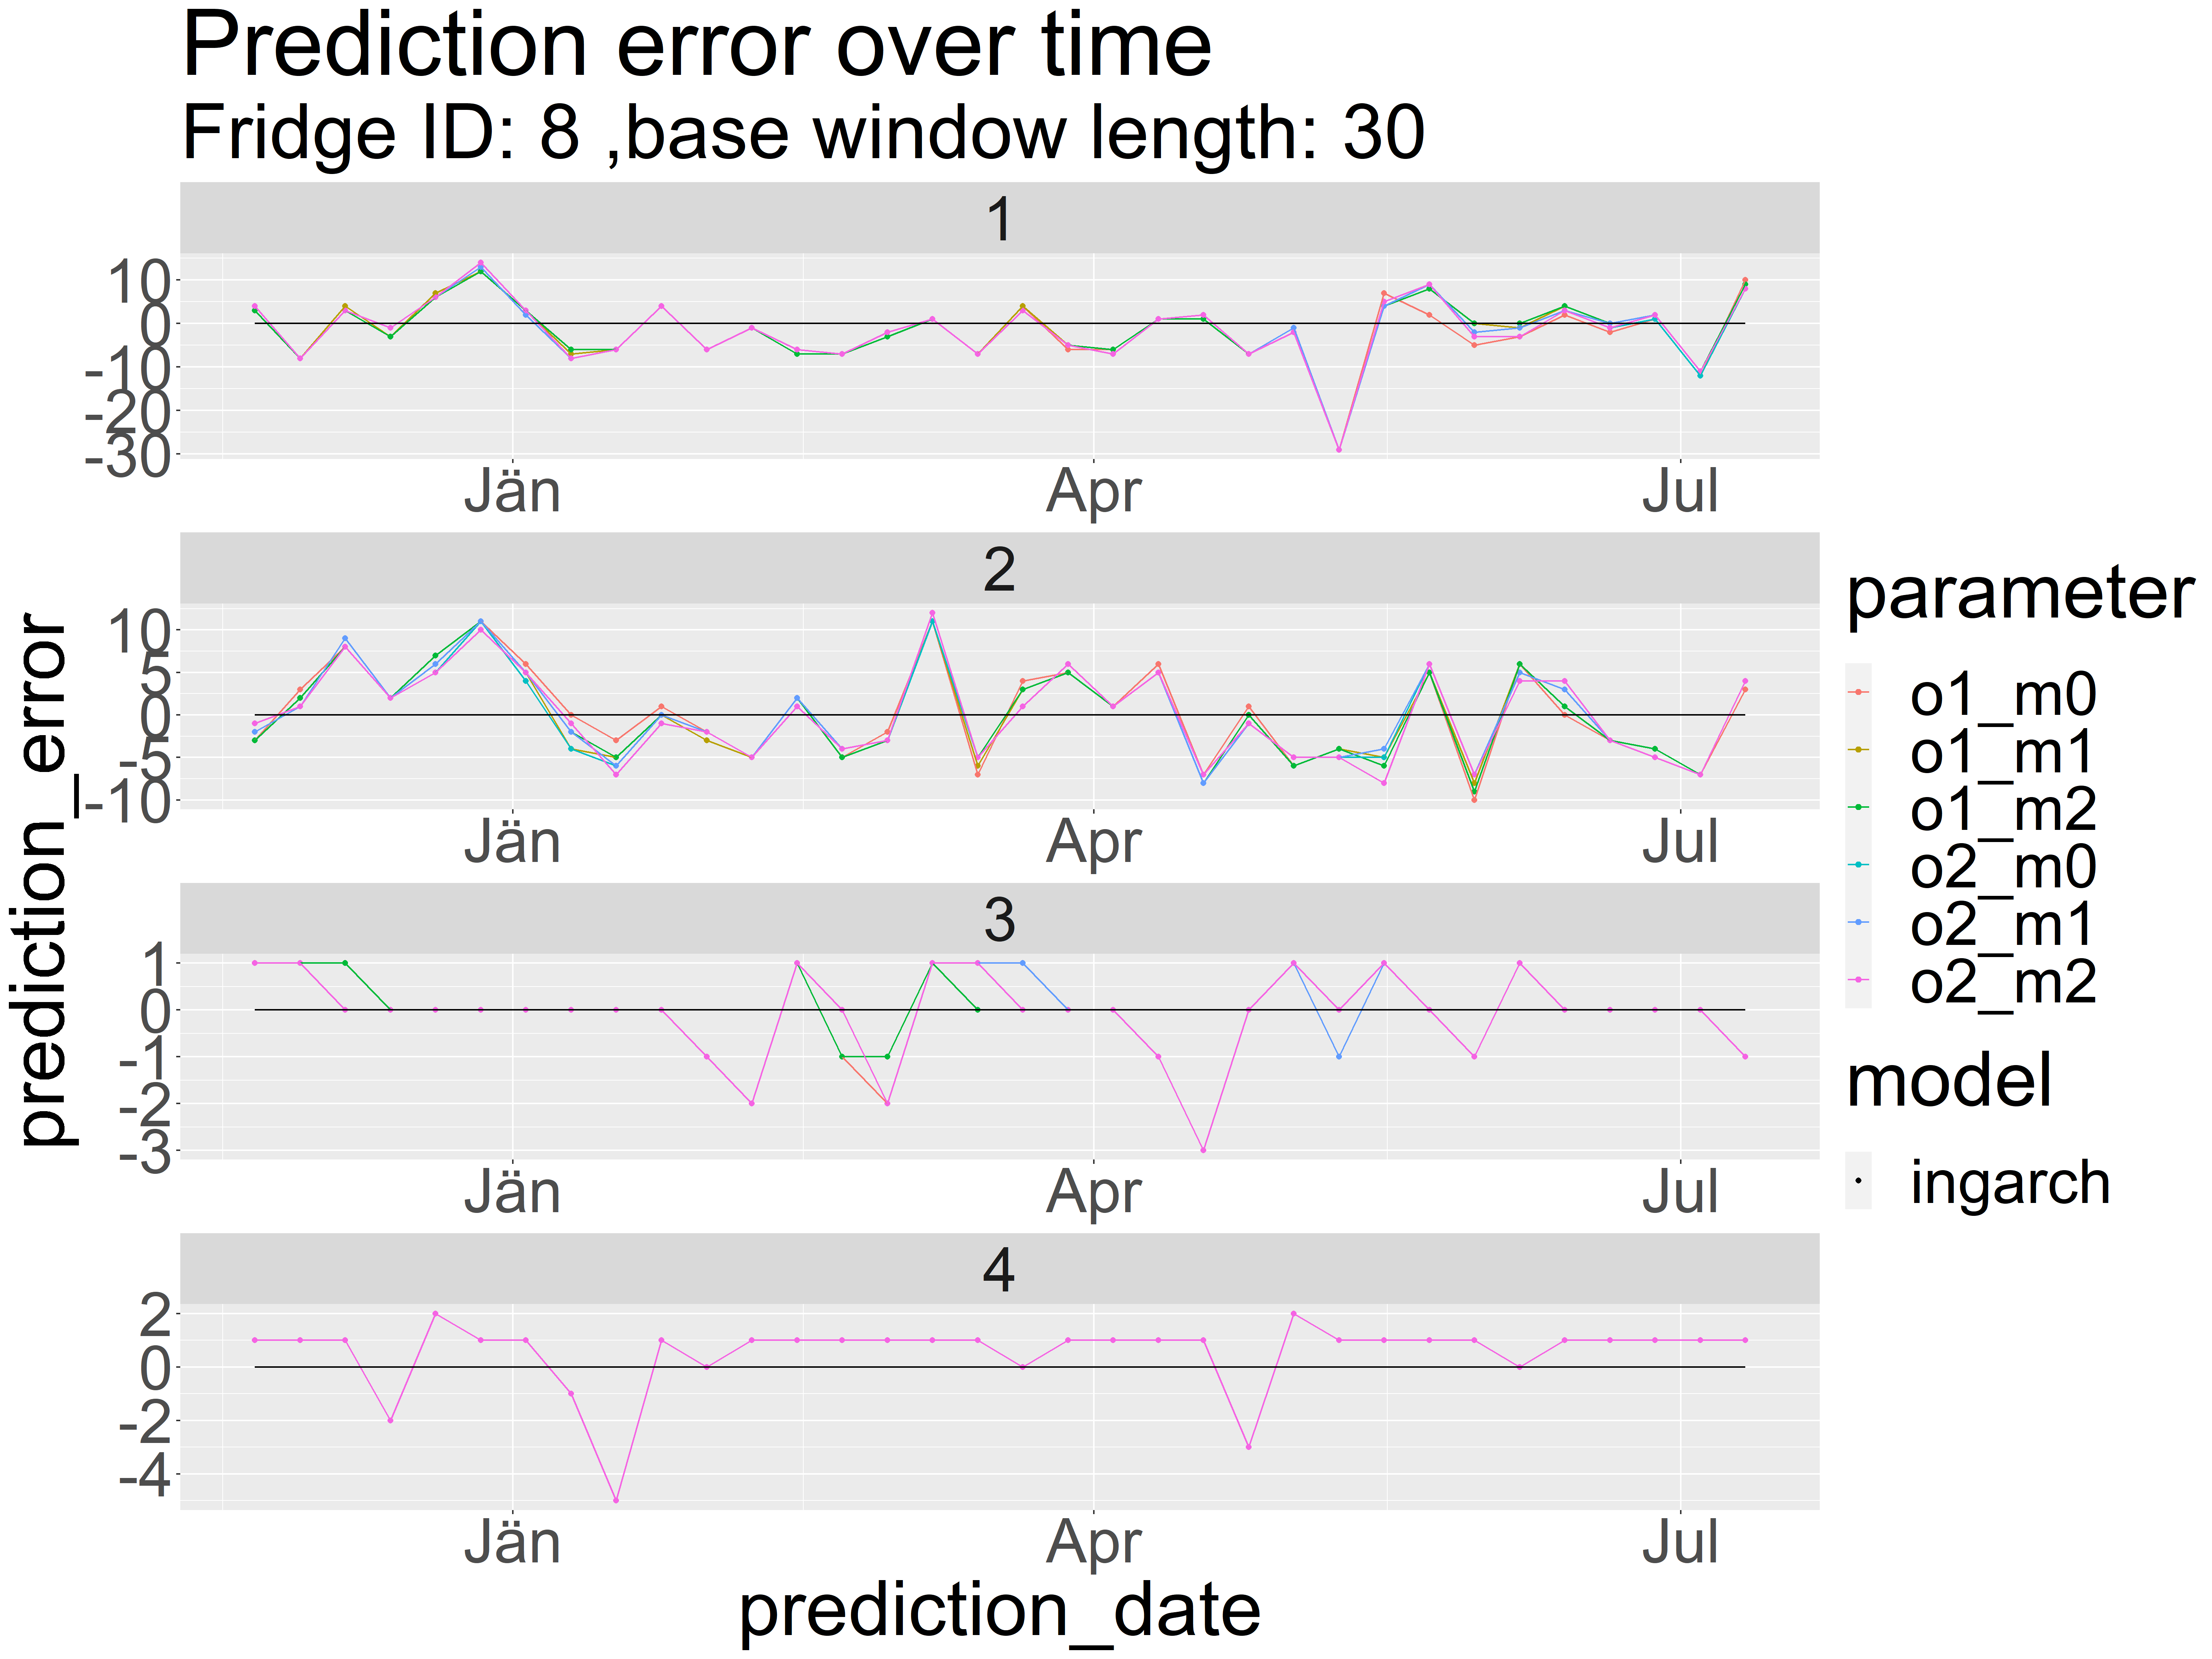 Prediction error over time
Fridge ID: 8 ,base window length: 30
1
10
0
-10
-20
-30
Jän Apr Jul
2
10
5
0
-5
-10
Jän Apr Jul
3
1
0
-1
-2
-3
Jän Apr Jul
4
2
0
-2
-4
Jän Apr Jul
prediction_date
prediction_error
parameter
o1_m0
o1_m1
o1_m2
o2_m0
o2_m1
o2_m2
model
ingarch